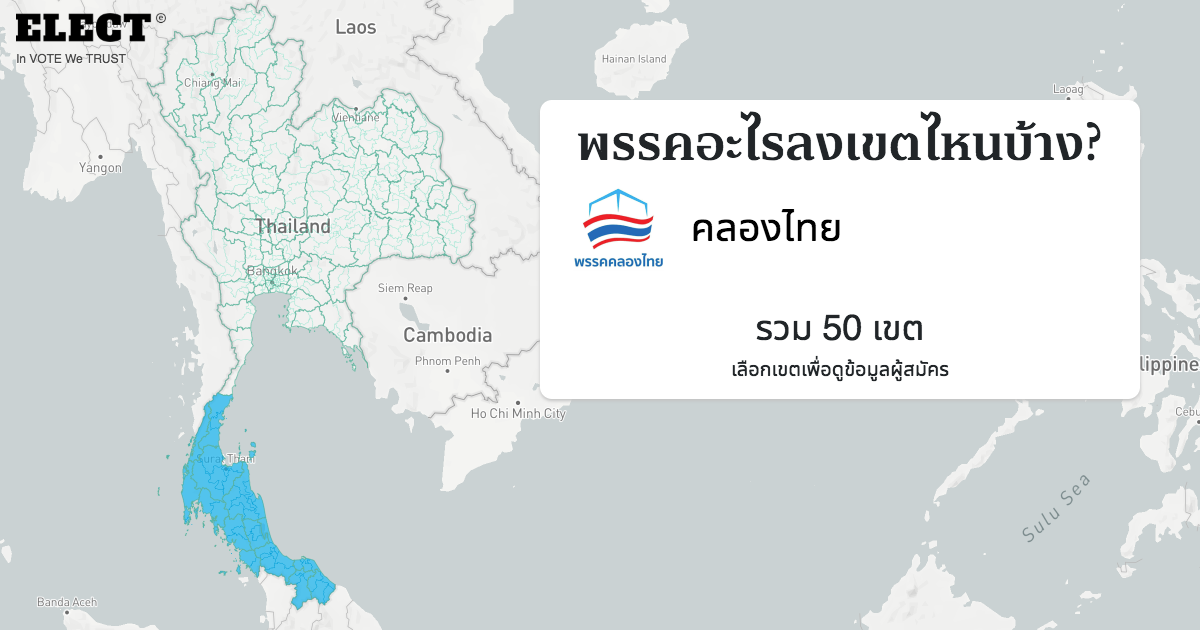 ELECT®
In VOTE We TRUST
Laos
Hainan Island
Chiang Mai
Laoag
Vientiane
พรรคอะไรลงเขตไหนบ้าง?
Yangon
คลองไทย
พรรคคลองไทย
Thailand
Bangkok
Siem Reap
รวม 50 เขต
Cambodia
Phnom Penh
เลือกเขตเพื่อดูข้อมูลผู้สมัคร
lippine
Ho Chi Minh City
Cebu
Surat Thani
Sulu Sea
Banda Aceh